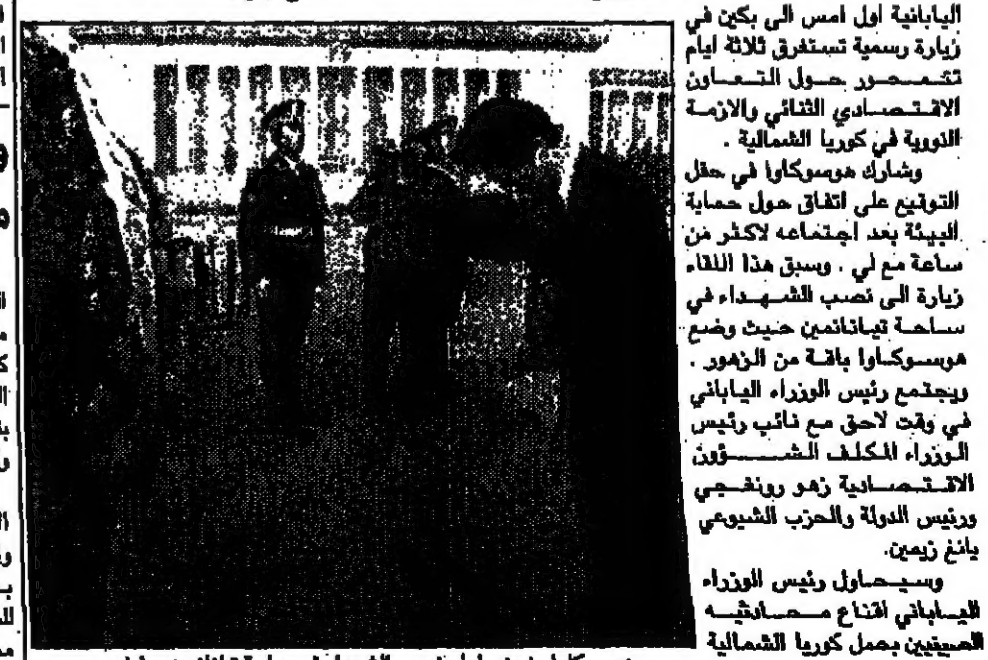 اليابانية اول امس الى بكين في
زيارة رسمية تستغرق ثلاثة ايام
تتمحور حول التعاون
الاقتصادي الثنائي والازمة
النووية في كوريا الشمالية .
وشارك هوسوكاوا في حفل
التوقيع على اتفاق حول حماية
البيئة بعد اجتماعه لاكثر من
ساعة مع لي . وسبق هذا اللقاء
زيارة الى نصب الشهداء في
ساحة تيانانمين حيث وضع
هوسوكاوا باقة من الزهور .
ويجتمع رئيس الوزراء الياباني
في وقت لاحق مع نائب رئيس
الوزراء المكلف الشؤون
الاقتصادية زهو رونغجي
ورئيس الدولة والحزب الشيوعي
يانغ زيمين.
وسيحاول رئيس الوزراء
الياباني اقناع محادثيه
الصينيين بحمل كوريا الشمالية